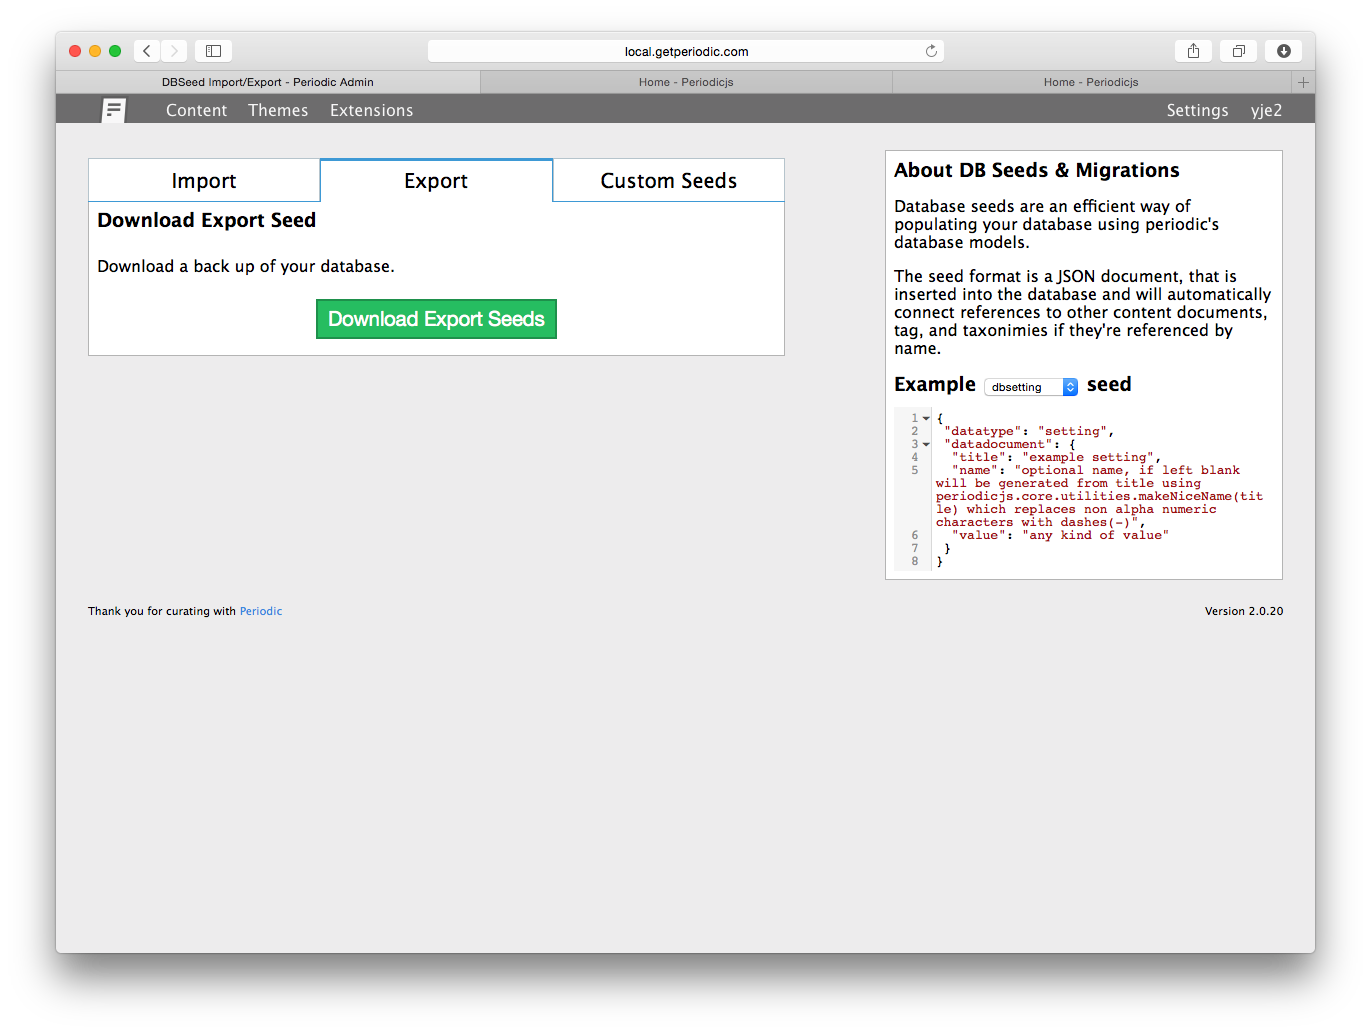 local.getperiodic.com
DBSeed Import/Export - Periodic Admin
Home - Periodicjs
Home - Periodicjs
Content Themes Extensions
Settings yje2
Import
Export
Custom Seeds
Download Export Seed
Download a back up of your database.
Download Export Seeds
About DB Seeds & Migrations
Database seeds are an efficient way of
populating your database using periodic's
database models.
The seed format is a JSON document, that is
inserted into the database and will automatically
connect references to other content documents,
tag, and taxonimies if they're referenced by
name.
Example dbsetting seed
1 {
2 "datatype": "setting",
3 "datadocument": {
4 "title": "example setting",
5 "name": "optional name, if left blank
will be generated from title using
periodicjs.core.utilities.makeNiceName(tit
le) which replaces non alpha numeric
characters with dashes(-)",
6 "value": "any kind of value"
7 }
8 }
Thank you for curating with Periodic
Version 2.0.20